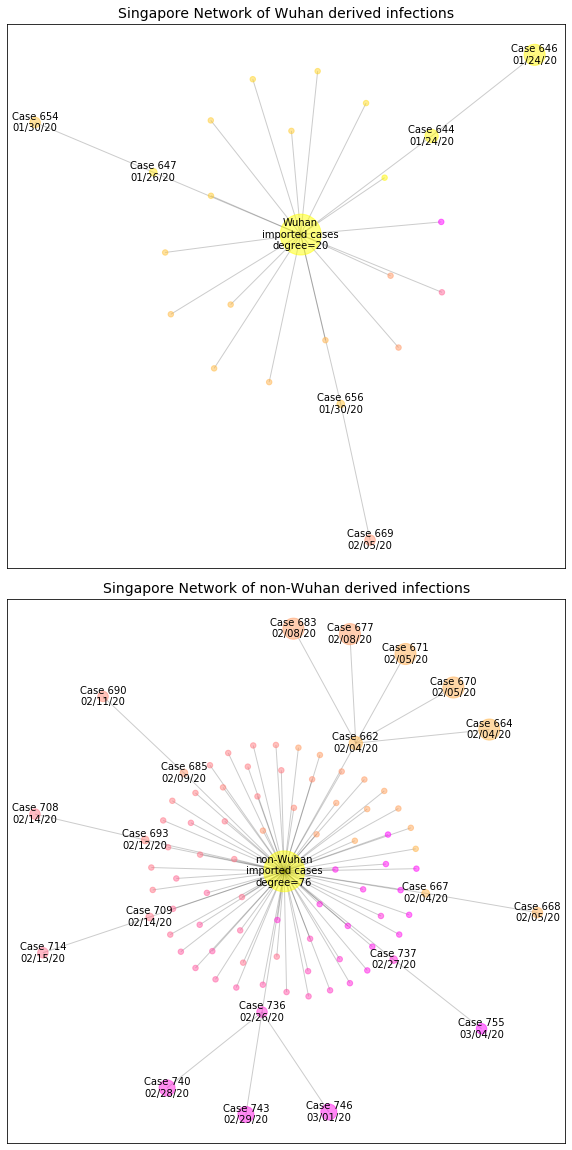 Singapore Network of Wuhan derived infections
Case 646
01/24/20
Case 654
01/30/20
Case 644
01/24/20
Case 647
01/26/20
Wuhan
imported cases
degree=20
Case 656
01/30/20
Case 669
02/05/20
Singapore Network of non-Wuhan derived infections
Case 683
02/08/20
Case 677
02/08/20
Case 671
02/05/20
Case 670
02/05/20
Case 690
02/11/20
Case 664
02/04/20
Case 662
02/04/20
Case 685
02/09/20
Case 708
02/14/20
Case 693
02/12/20
non-Wuhan
imported cases
degree=76
Case 667
02/04/20
Case 668
02/05/20
Case 709
02/14/20
Case 714
02/15/20
Case 737
02/27/20
Case 736
02/26/20
Case 755
03/04/20
Case 740
02/28/20
Case 743
02/29/20
Case 746
03/01/20